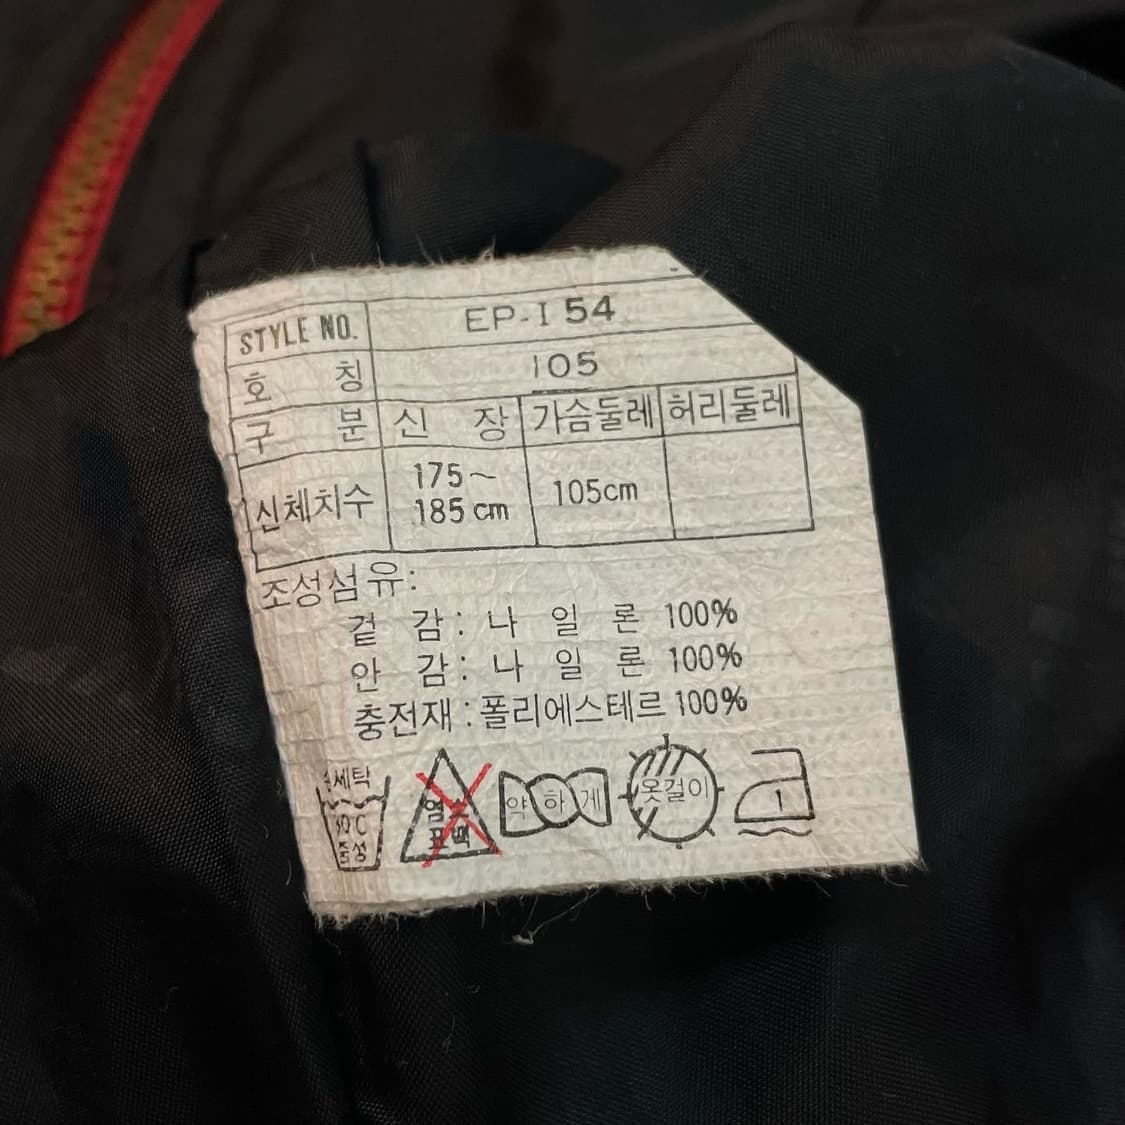 STYLE NO. EP-I 54
호 칭 105
구 분 신 장 가슴둘레 허리둘레
신체치수 175~185cm 105cm
조성섬유:
겉 감: 나 일 론 100%
안 감: 나 일 론 100%
충전재: 폴리에스테르 100%
손세탁 30C 중성
염 표백
약하게
옷걸이
1